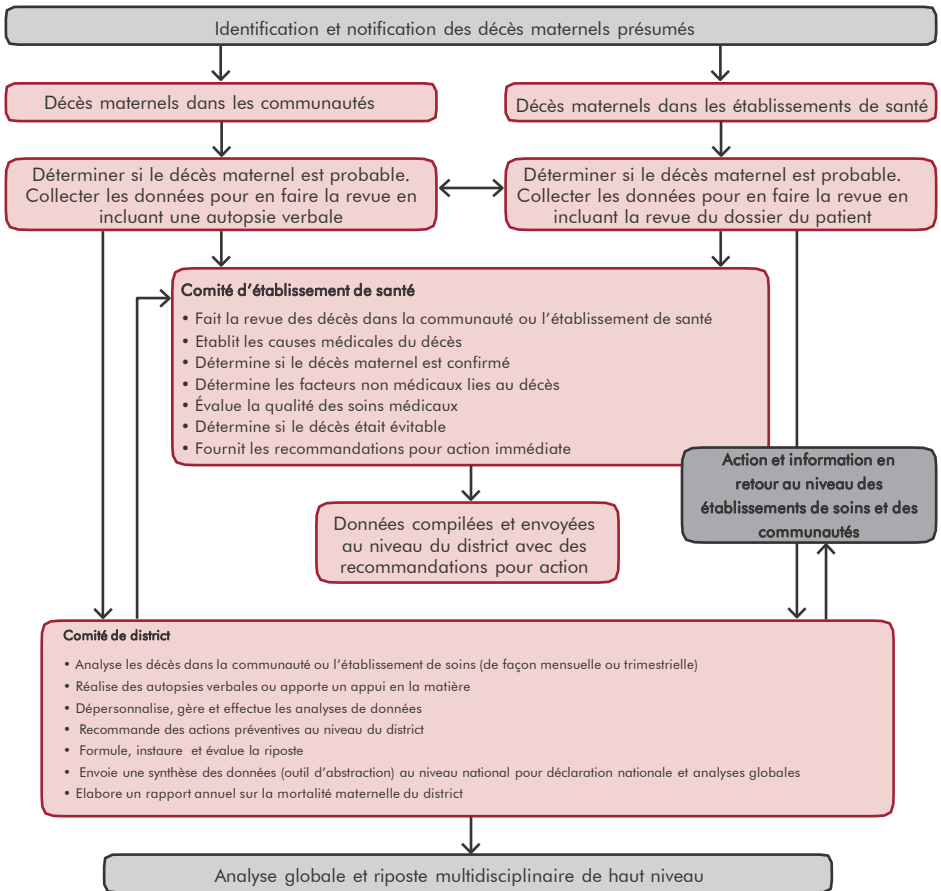 Identification et notification des décès maternels présumés
Décès maternels dans les communautés
Décès maternels dans les établissements de santé
Déterminer si le décès maternel est probable.
Collecter les données pour en faire la revue en
incluant une autopsie verbale
Déterminer si le décès maternel est probable.
Collecter les données pour en faire la revue en
incluant la revue du dossier du patient
Comité d'établissement de santé
• Fait la revue des décès dans la communauté ou l'établissement de santé
• Etablit les causes médicales du décès
• Détermine si le décès maternel est confirmé
• Détermine les facteurs non médicaux lies au décès
• Évalue la qualité des soins médicaux
• Détermine si le décès était évitable
• Fournit les recommandations pour action immédiate
Action et information en
retour au niveau des
établissements de soins et des
communautés
Données compilées et envoyées
au niveau du district avec des
recommandations pour action
Comité de district
• Analyse les décès dans la communauté ou l'établissement de soins (de façon mensuelle ou trimestrielle)
• Réalise des autopsies verbales ou apporte un appui en la matière
• Dépersonnalise, gère et effectue les analyses de données
• Recommande des actions préventives au niveau du district
• Formule, instaure et évalue la riposte
• Envoie une synthèse des données (outil d'abstraction) au niveau national pour déclaration nationale et analyses globales
• Elabore un rapport annuel sur la mortalité maternelle du district
Analyse globale et riposte multidisciplinaire de haut niveau